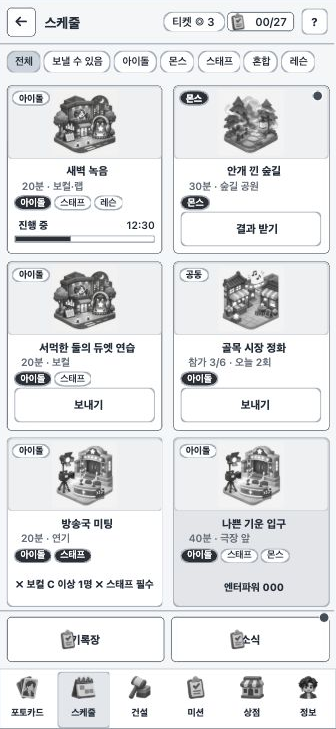 스케줄
티켓 ◎ 3
00/27
?
전체
보낼 수 있음
아이돌
몬스
스태프
혼합
레슨
아이돌
새벽 녹음
20분 · 보컬·랩
아이돌 스태프 레슨
진행 중 12:30
몬스
안개 낀 숲길
30분 · 숲길 공원
몬스
결과 받기
아이돌
서먹한 둘의 듀엣 연습
20분 · 보컬
아이돌 스태프
보내기
공동
골목 시장 정화
참가 3/6 · 오늘 2회
아이돌
보내기
아이돌
방송국 미팅
20분 · 연기
아이돌 스태프
✕ 보컬 C 이상 1명 ✕ 스태프 필수
아이돌
나쁜 기운 입구
40분 · 극장 앞
아이돌 스태프 몬스
엔터파워 000
기록장
소식
포토카드
스케줄
건설
미션
상점
정보